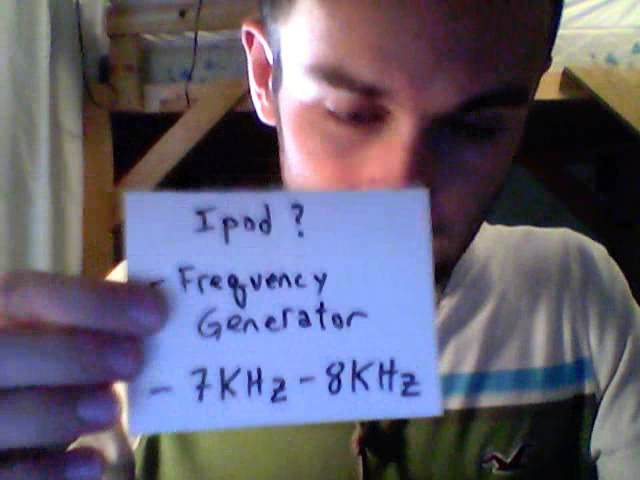 Ipod ?
- Frequency
Generator
- 7KHz - 8KHz